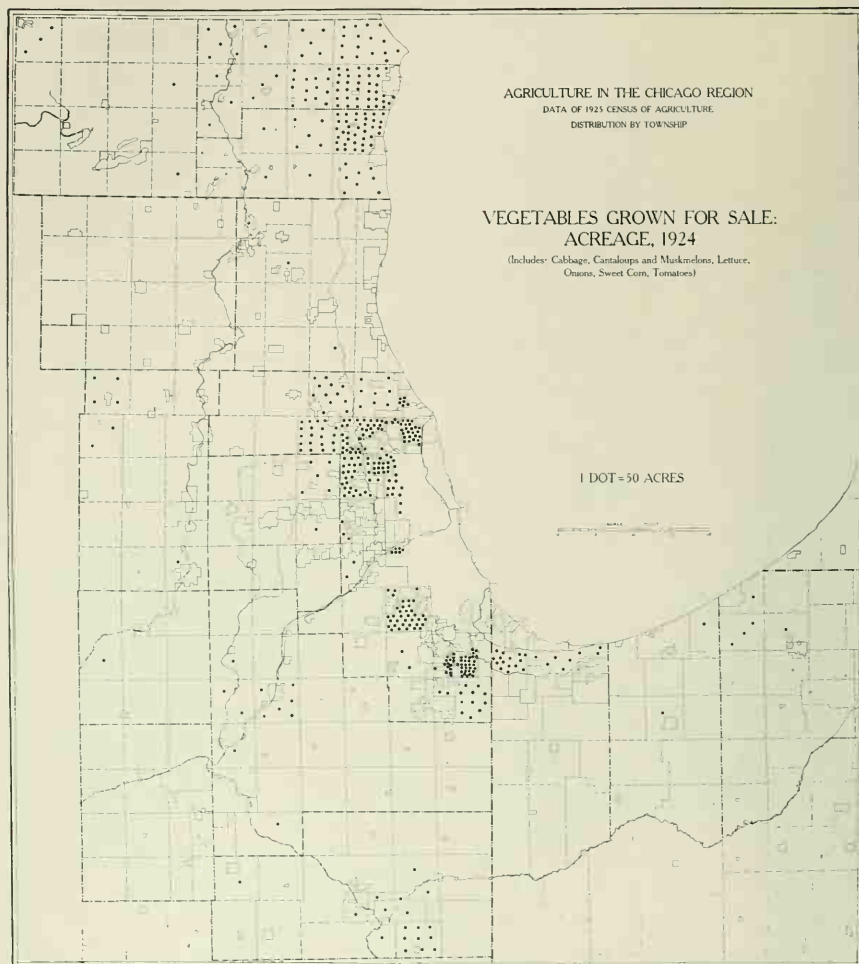 AGRICULTURE IN THE CHICAGO REGION
DATA OF 1925 CENSUS OF AGRICULTURE
DISTRIBUTION BY TOWNSHIP
VEGETABLES GROWN FOR SALE:
ACREAGE, 1924
(Includes: Cabbage, Cantaloups and Muskmelons, Lettuce,
Onions, Sweet Corn, Tomatoes)
1 DOT = 50 ACRES
SCALE